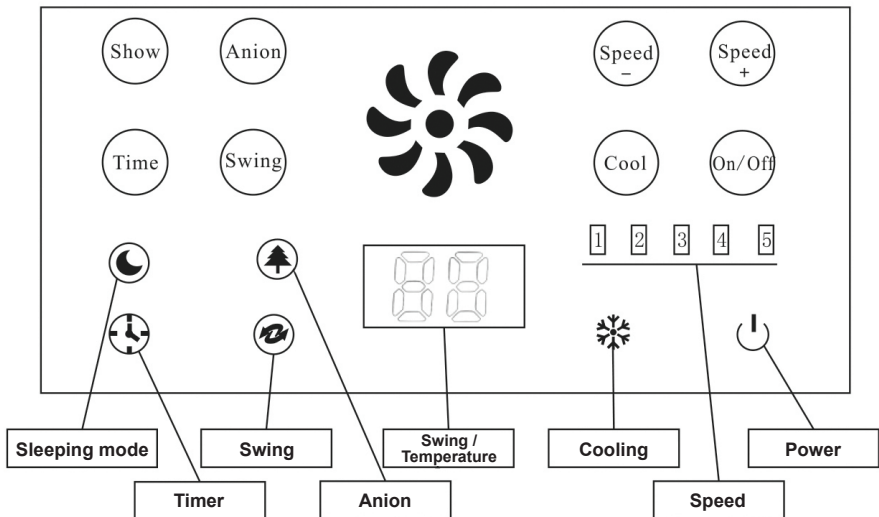 Show
Anion
Speed
−
Speed
+
Time
Swing
Cool
On/Off
1 2 3 4 5
88
Sleeping mode
Swing
Swing /
Temperature
Cooling
Power
Timer
Anion
Speed